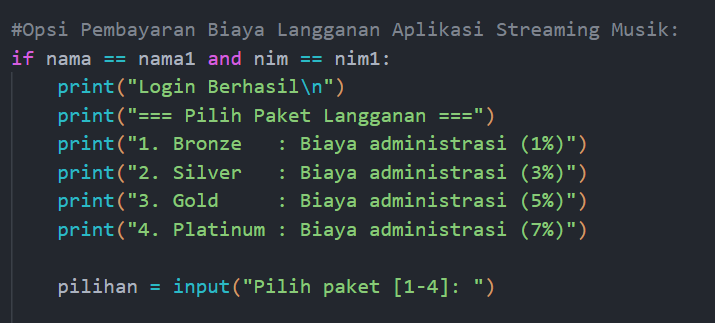 #Opsi Pembayaran Biaya Langganan Aplikasi Streaming Musik:
if nama == nama1 and nim == nim1:
    print("Login Berhasil\n")
    print("=== Pilih Paket Langganan ===")
    print("1. Bronze   : Biaya administrasi (1%)")
    print("2. Silver   : Biaya administrasi (3%)")
    print("3. Gold     : Biaya administrasi (5%)")
    print("4. Platinum : Biaya administrasi (7%)")
    pilihan = input("Pilih paket [1-4]: ")